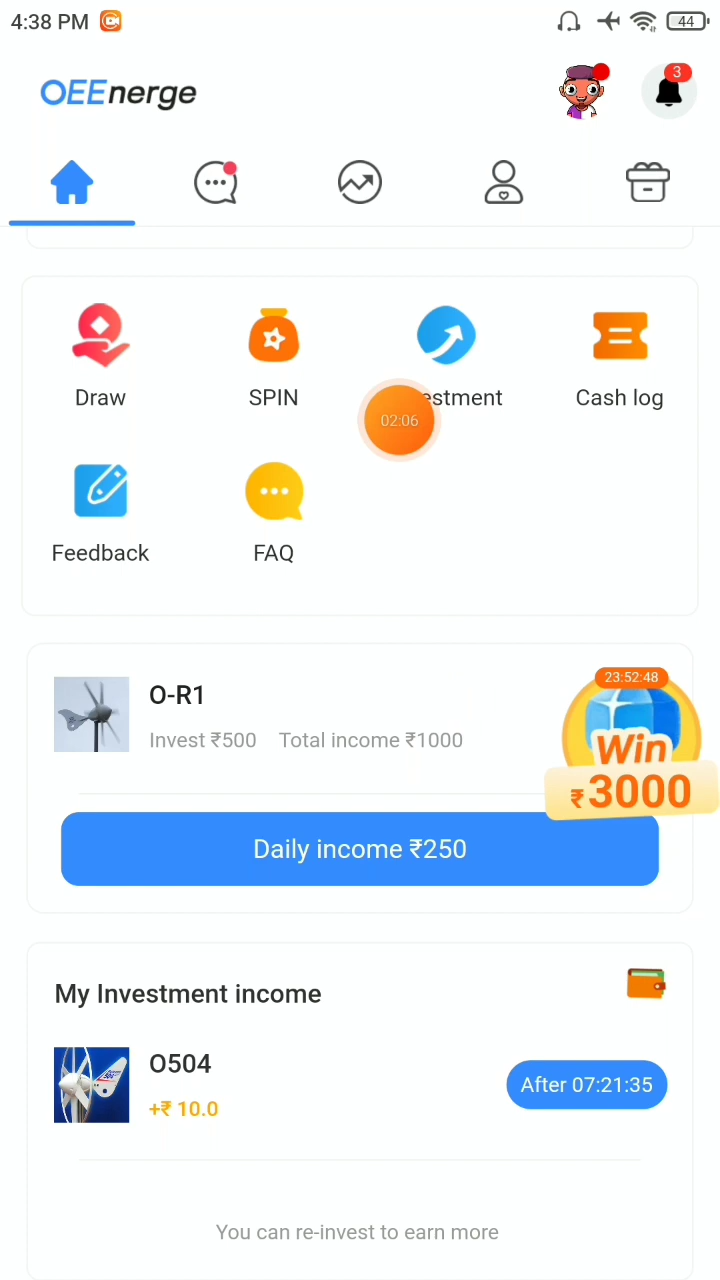 4:38 PM
44
OEEnerge
3
Draw
SPIN
estment
Cash log
02:06
Feedback
FAQ
O-R1
Invest ₹500 Total income ₹1000
23:52:48
Win
₹3000
Daily income ₹250
My Investment income
O504
+₹ 10.0
After 07:21:35
You can re-invest to earn more